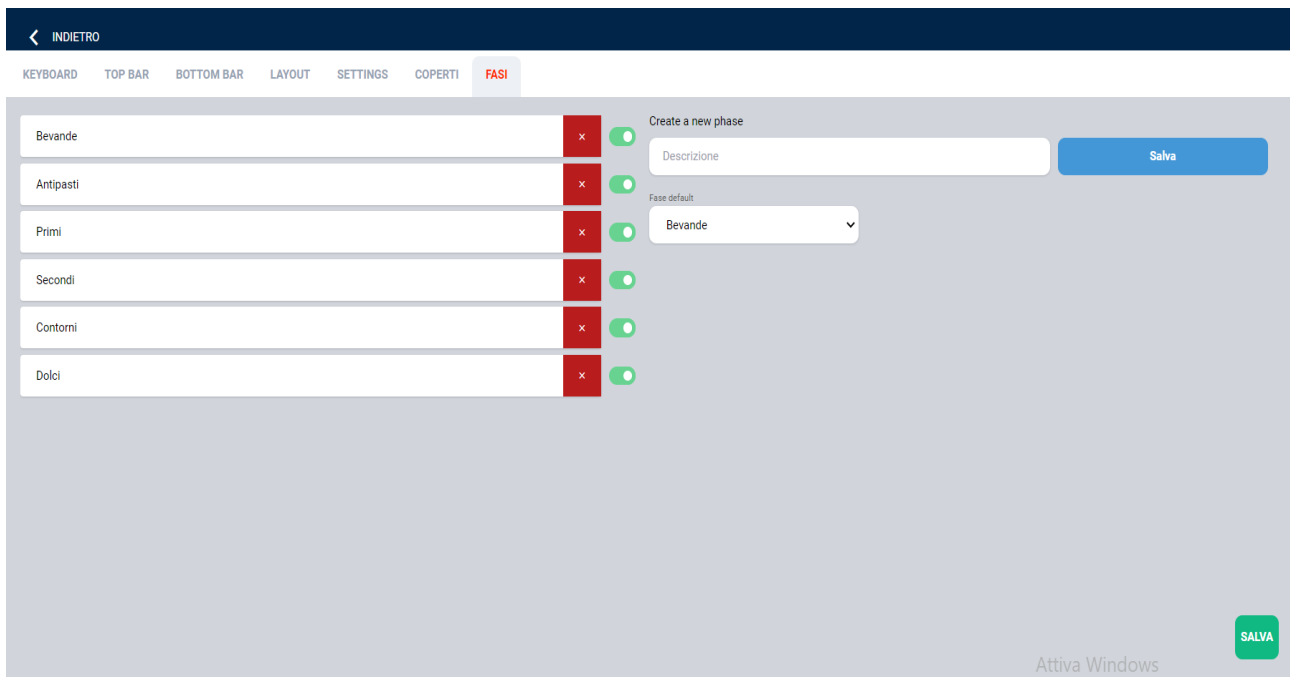 INDIETRO
KEYBOARD TOP BAR BOTTOM BAR LAYOUT SETTINGS COPERTI FASI
Bevande x
Antipasti x
Primi x
Secondi x
Contorni x
Dolci x
Create a new phase
Descrizione Salva
Fase default
Bevande
SALVA
Attiva Windows